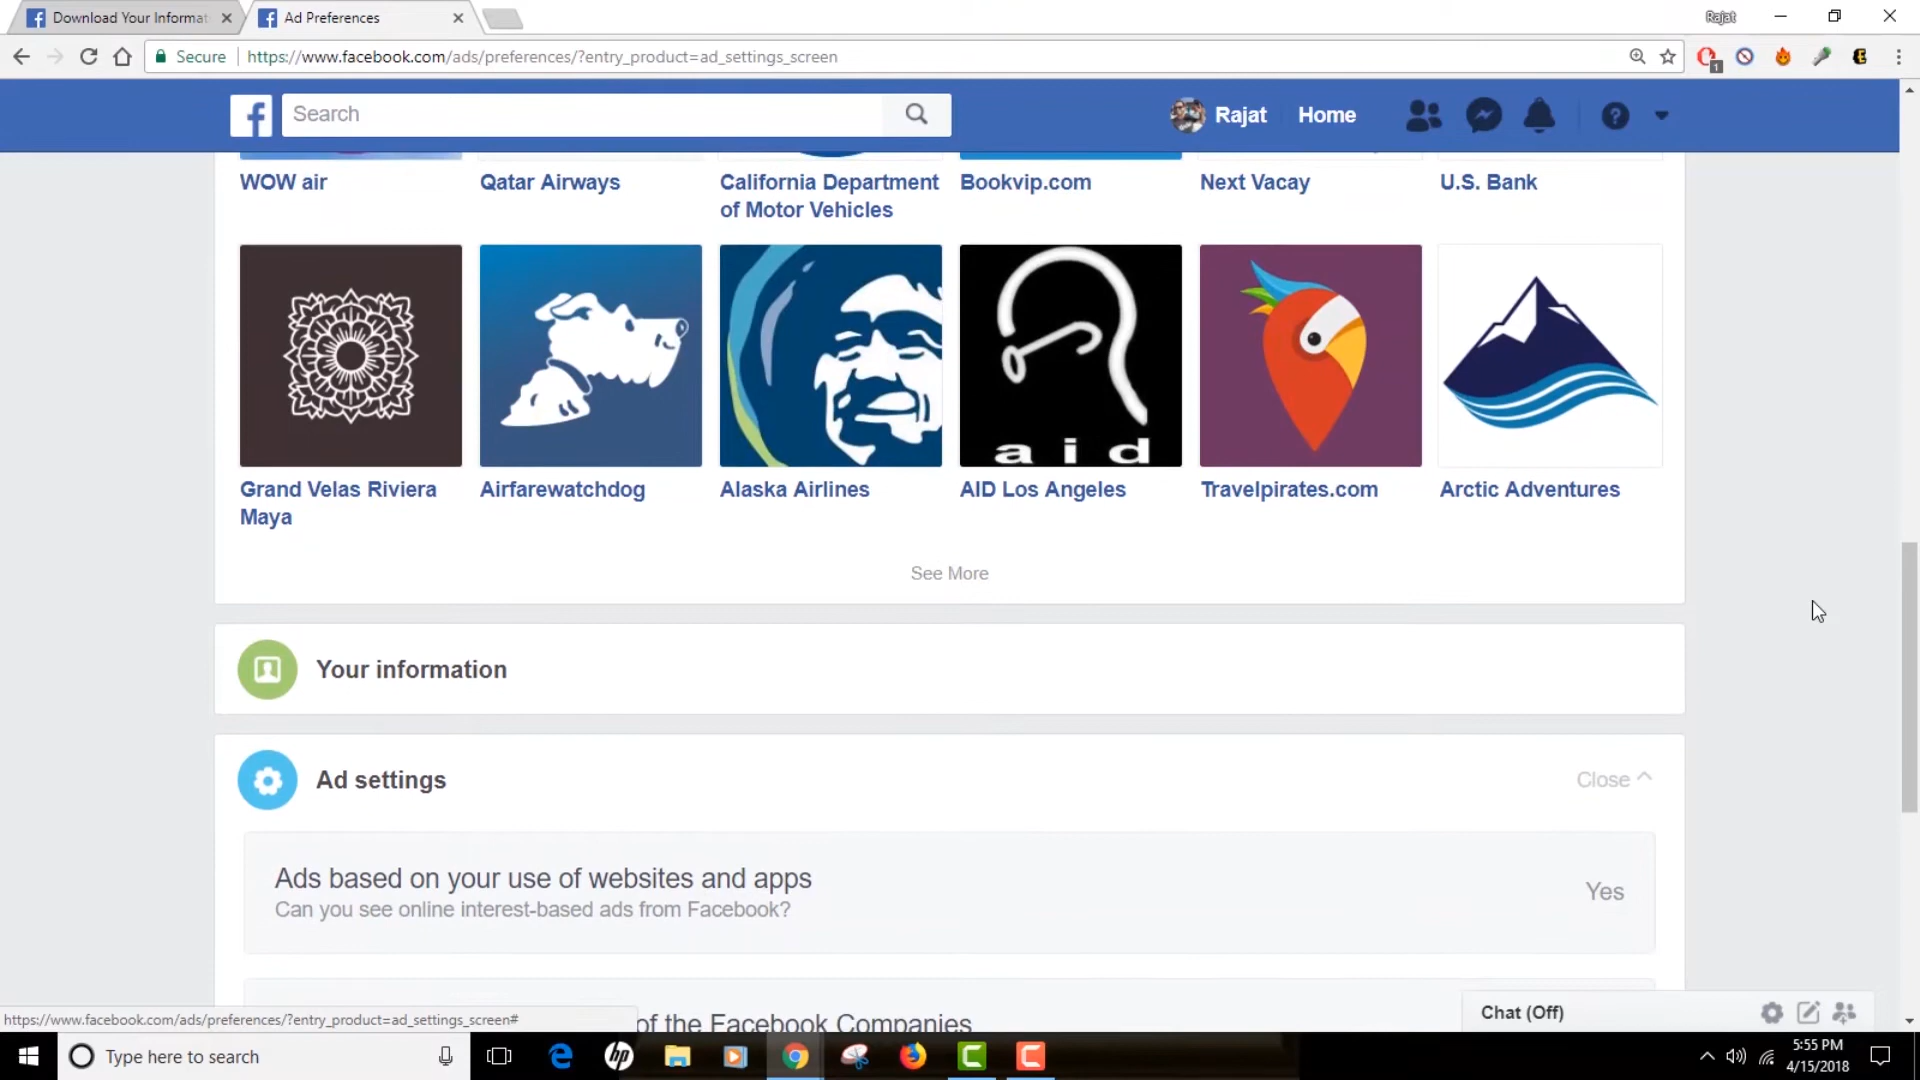 Download Your Informat
Ad Preferences
Rajat
Secure
https://www.facebook.com/ads/preferences/?entry_product=ad_settings_screen
1
Search
Rajat
Home
WOW air
Qatar Airways
California Department
of Motor Vehicles
Bookvip.com
Next Vacay
U.S. Bank
aid
Grand Velas Riviera
Maya
Airfarewatchdog
Alaska Airlines
AID Los Angeles
Travelpirates.com
Arctic Adventures
See More
Your information
Ad settings
Close
Ads based on your use of websites and apps
Can you see online interest-based ads from Facebook?
Yes
of the Facebook Companies
Chat (Off)
https://www.facebook.com/ads/preferences/?entry_product=ad_settings_screen#
Type here to search
hp
5:55 PM
4/15/2018